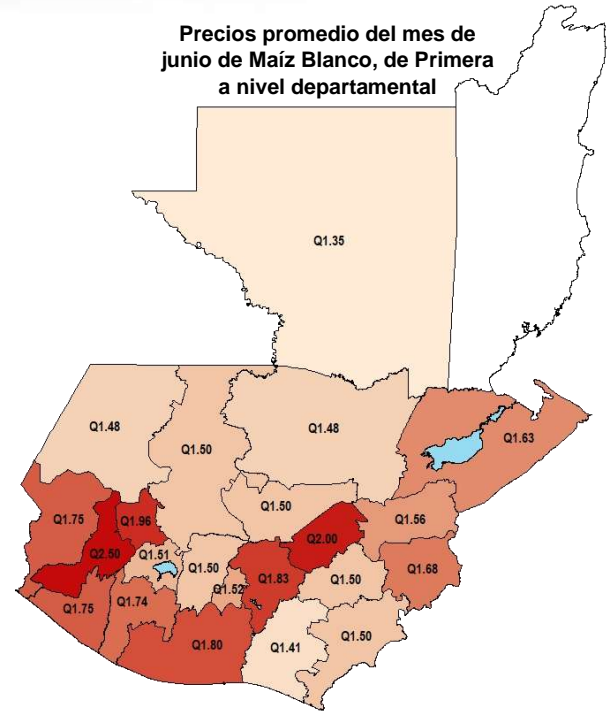 Precios promedio del mes de
junio de Maíz Blanco, de Primera
a nivel departamental
Q1.35
Q1.48
Q1.50
Q1.48
Q1.63
Q1.75
Q1.96
Q1.50
Q1.56
Q2.50
Q1.51
Q1.50
Q2.00
Q1.52
Q1.83
Q1.50
Q1.68
Q1.75
Q1.74
Q1.80
Q1.41
Q1.50